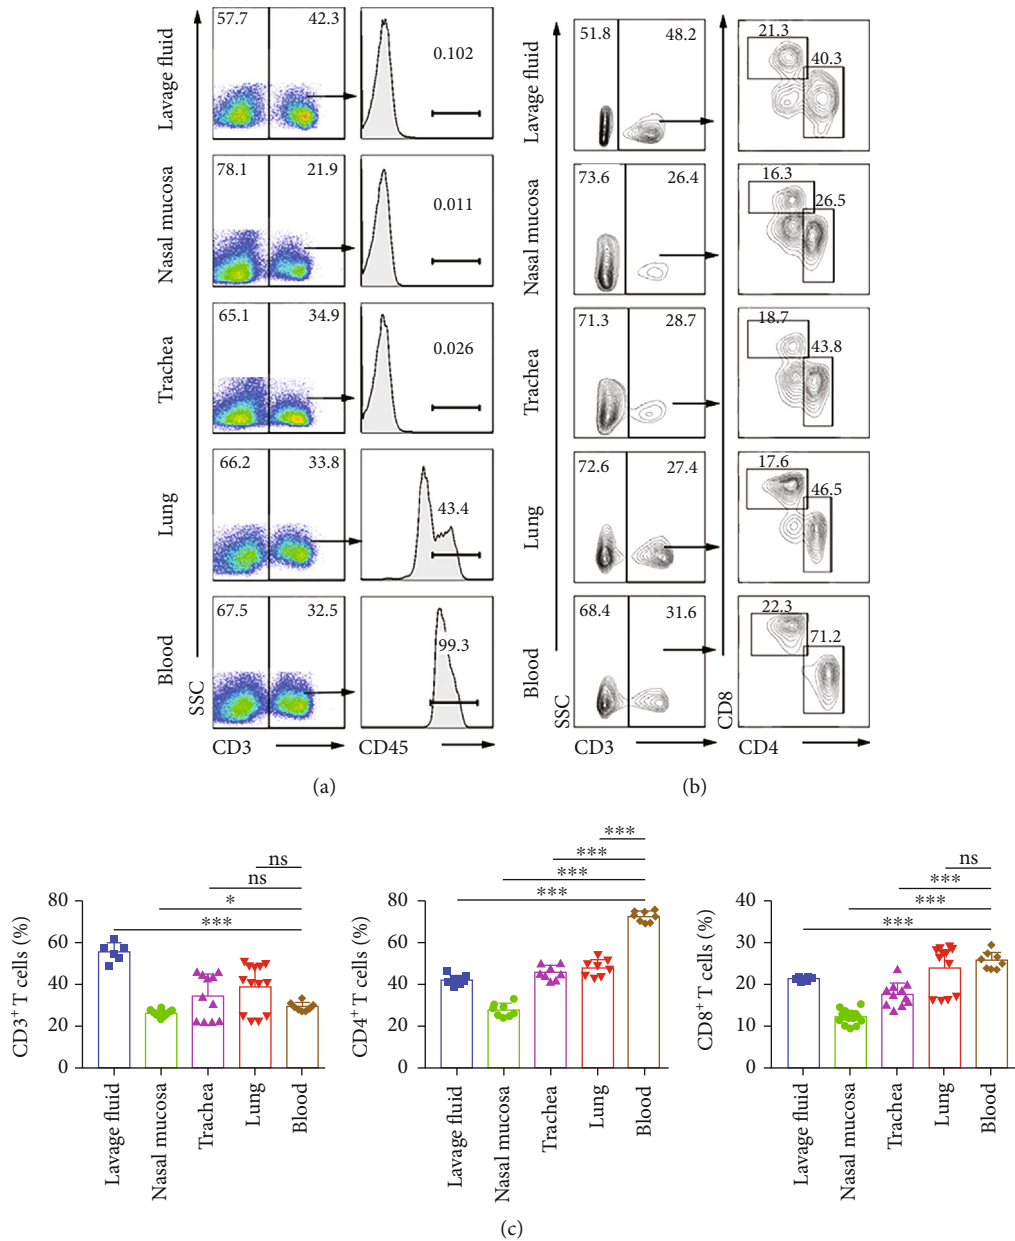 57.7 42.3
0.102
Lavage fluid
78.1 21.9
0.011
Nasal mucosa
65.1 34.9
0.026
Trachea
66.2 33.8
43.4
Lung
67.5 32.5
99.3
Blood
SSC
CD3
CD45
(a)
51.8 48.2
21.3
40.3
Lavage fluid
73.6 26.4
16.3
26.5
Nasal mucosa
71.3 28.7
18.7
43.8
Trachea
72.6 27.4
17.6
46.5
Lung
68.4 31.6
22.3
71.2
Blood
SSC
CD8
CD3
CD4
(b)
ns
ns
*
***
80
60
40
20
0
CD3+ T cells (%)
Lavage fluid
Nasal mucosa
Trachea
Lung
Blood
***
***
***
***
80
60
40
20
0
CD4+ T cells (%)
Lavage fluid
Nasal mucosa
Trachea
Lung
Blood
ns
***
***
***
40
30
20
10
0
CD8+ T cells (%)
Lavage fluid
Nasal mucosa
Trachea
Lung
Blood
(c)